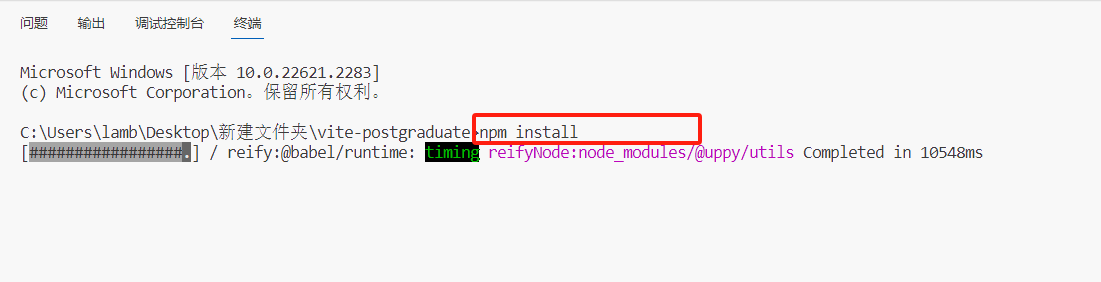 问题 输出 调试控制台 终端
Microsoft Windows [版本 10.0.22621.2283]
(c) Microsoft Corporation。保留所有权利。
C:\Users\lamb\Desktop\新建文件夹\vite-postgraduate>npm install
[#################.] / reify:@babel/runtime: timing reifyNode:node_modules/@uppy/utils Completed in 10548ms